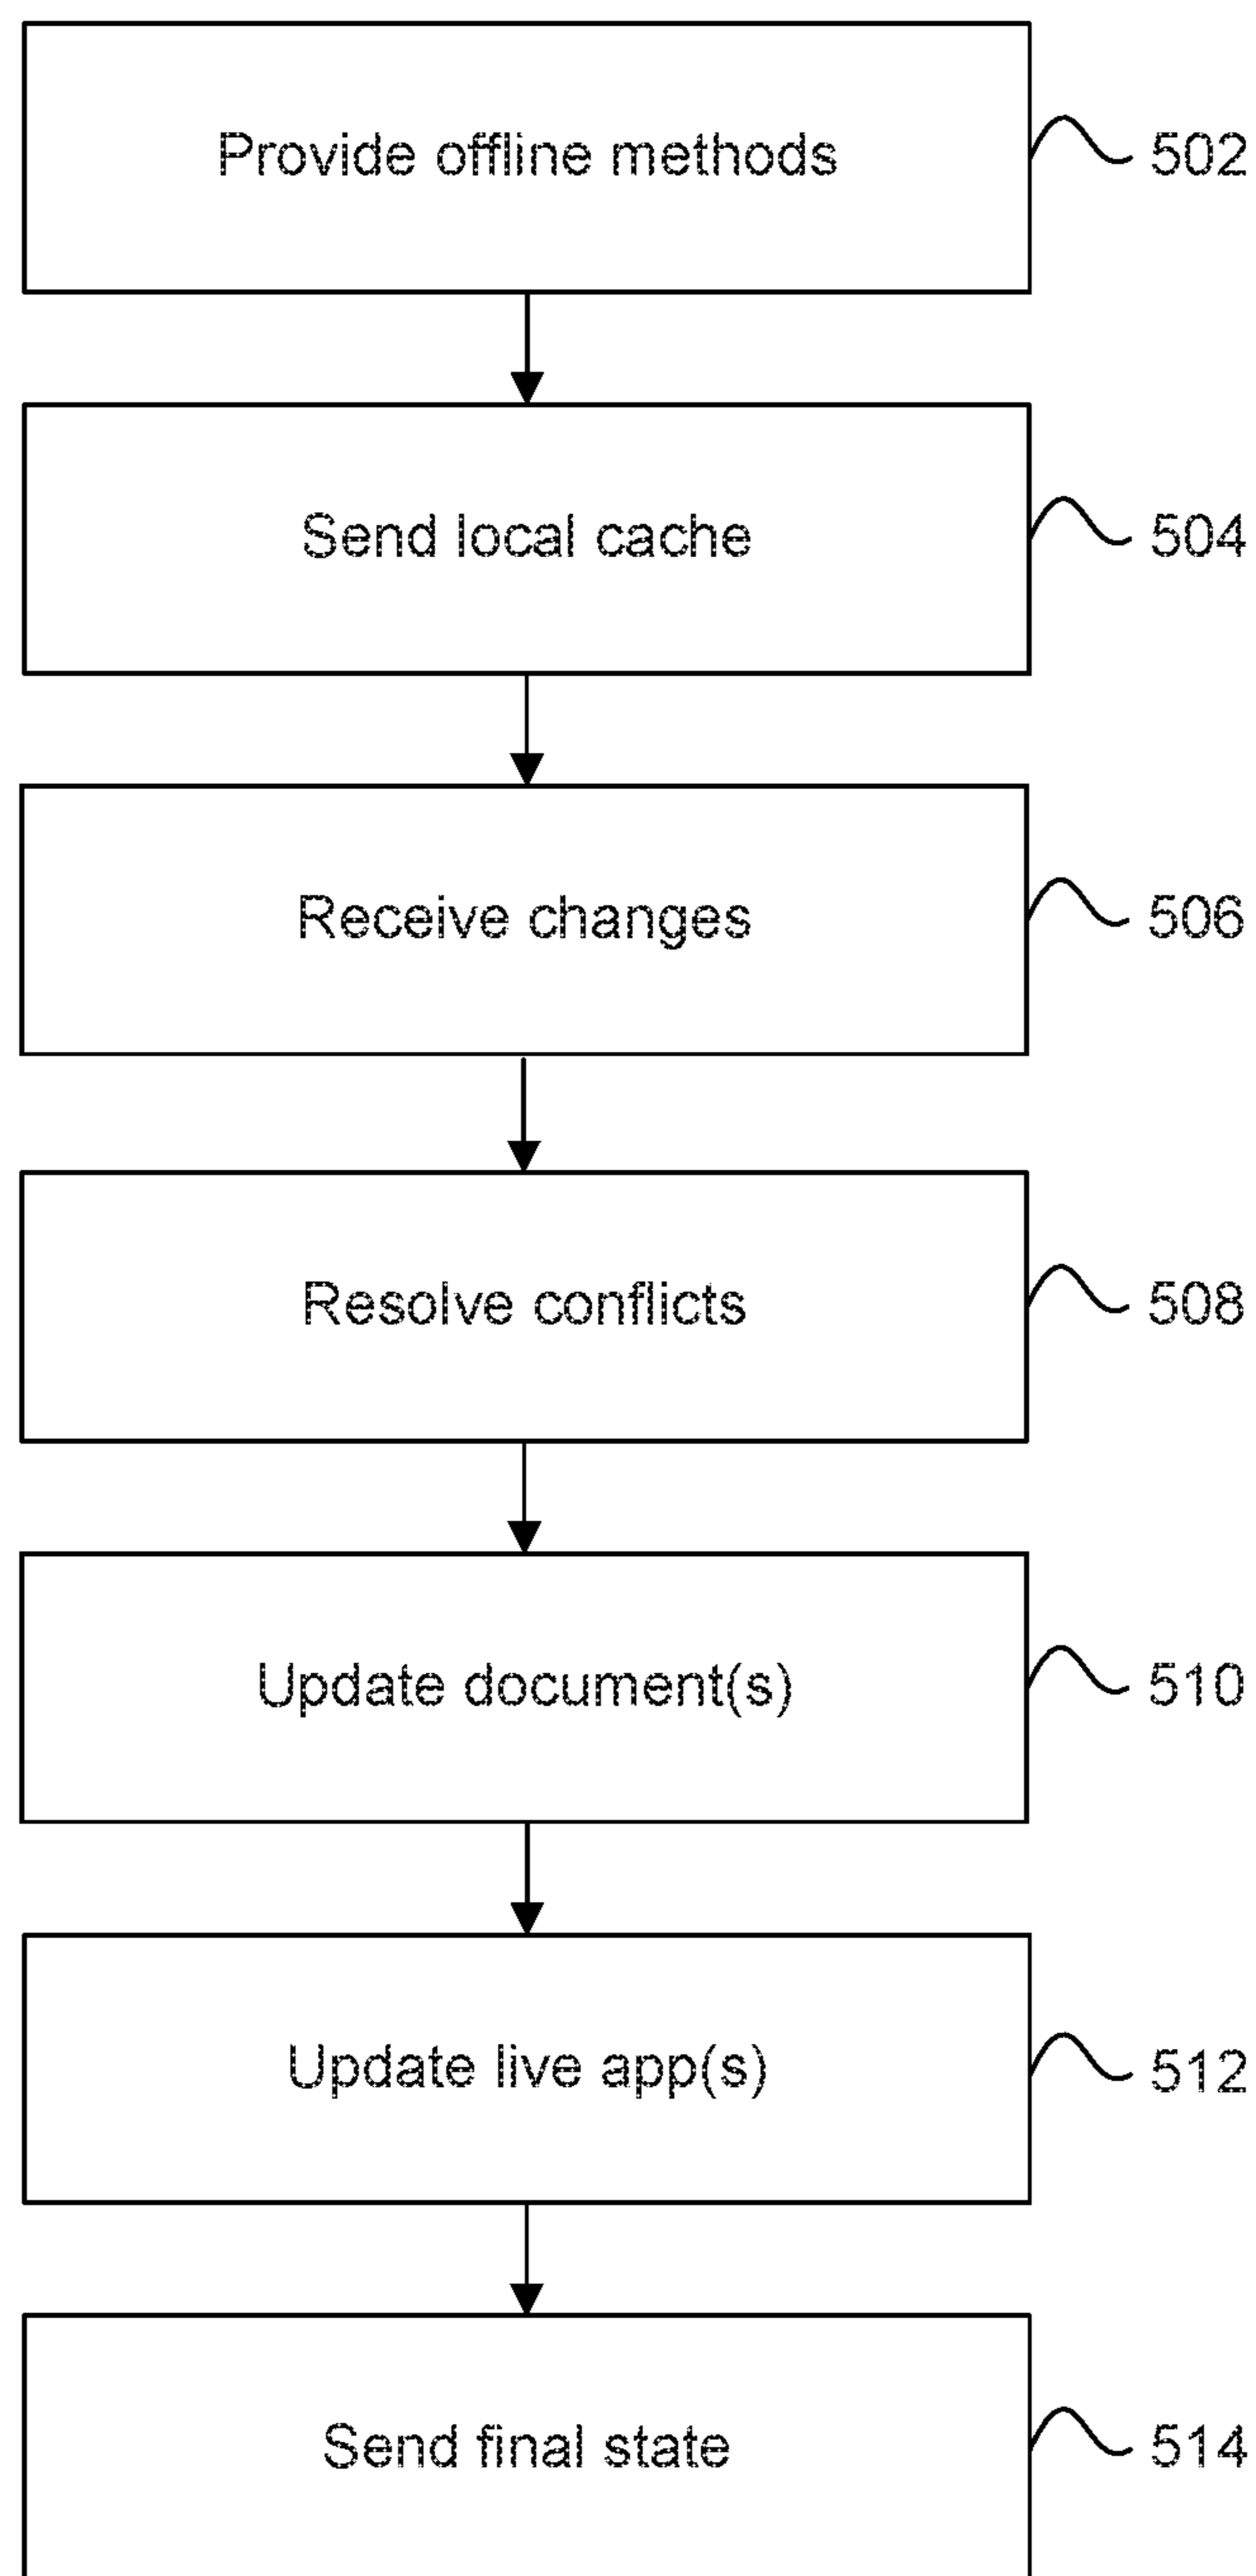 Provide offline methods 502
Send local cache 504
Receive changes 506
Resolve conflicts 508
Update document(s) 510
Update live app(s) 512
Send final state 514